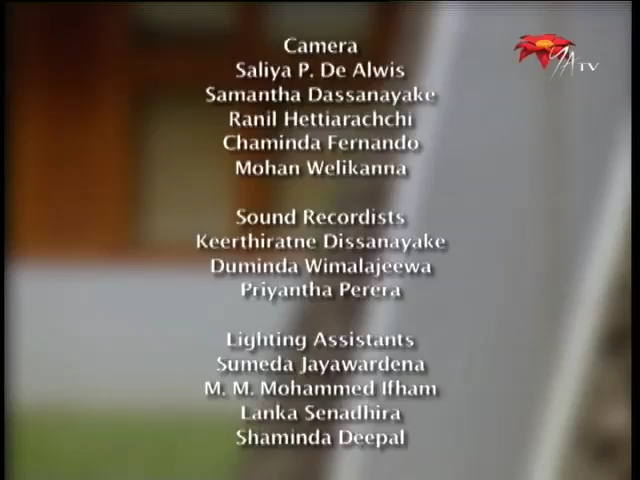 Camera
Saliya P. De Alwis
Samantha Dassanayake
Ranil Hettiarachchi
Chaminda Fernando
Mohan Welikanna
Sound Recordists
Keerthiratne Dissanayake
Duminda Wimalajeewa
Priyantha Perera
Lighting Assistants
Sumeda Jayawardena
M. M. Mohammed Ifham
Lanka Senadhira
Shaminda Deepal
YA TV